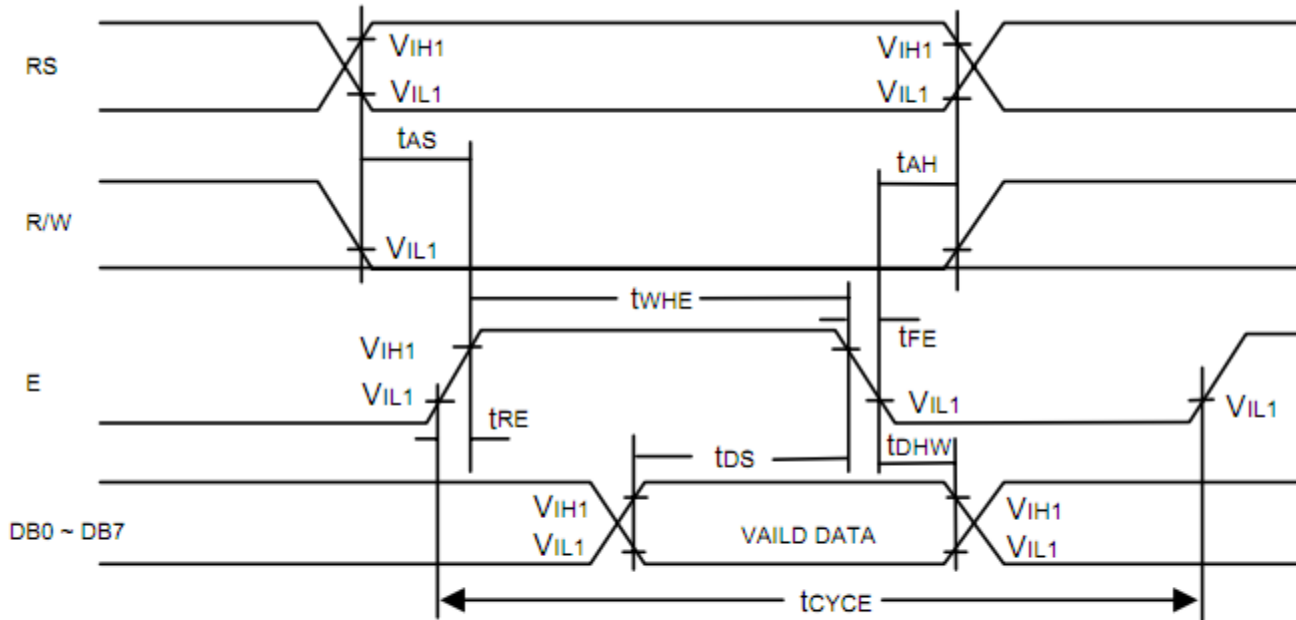 RS
VIH1
VIH1
VIL1
VIL1
tAS
tAH
R/W
VIL1
tWHE
tFE
VIH1
E
VIL1
VIL1
VIL1
tRE
tDS
tDHW
DB0 ~ DB7
VIH1
VIH1
VAILD DATA
VIL1
VIL1
tCYCE